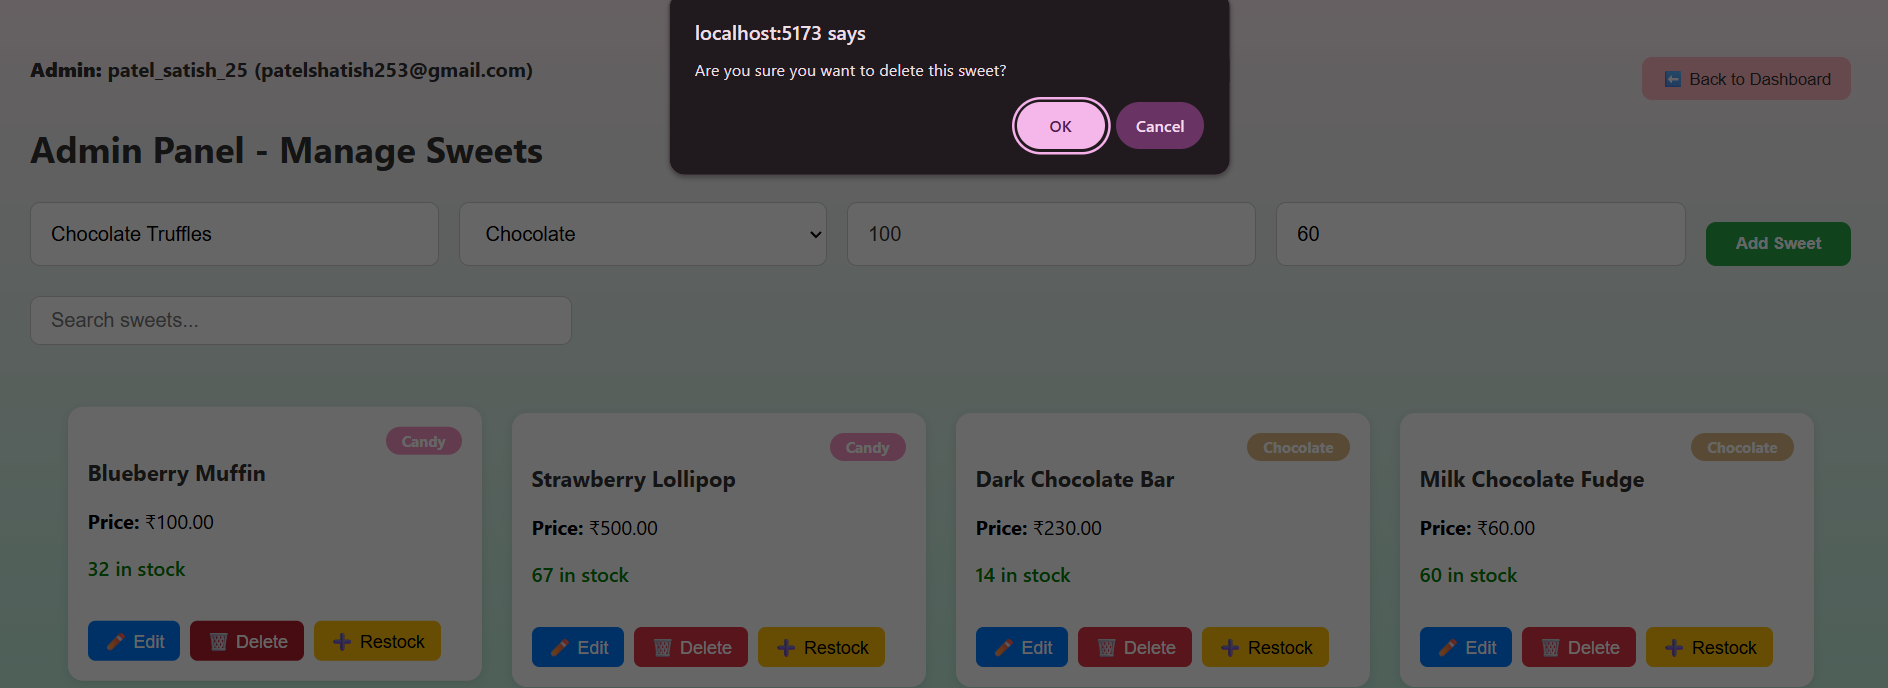 localhost:5173 says
Are you sure you want to delete this sweet?
OK Cancel
Admin: patel_satish_25 (patelshatish253@gmail.com)
⬅️ Back to Dashboard
Admin Panel - Manage Sweets
Chocolate Truffles Chocolate 100 60 Add Sweet
Search sweets...
Candy
Blueberry Muffin
Price: ₹100.00
32 in stock
Edit Delete Restock
Candy
Strawberry Lollipop
Price: ₹500.00
67 in stock
Edit Delete Restock
Chocolate
Dark Chocolate Bar
Price: ₹230.00
14 in stock
Edit Delete Restock
Chocolate
Milk Chocolate Fudge
Price: ₹60.00
60 in stock
Edit Delete Restock